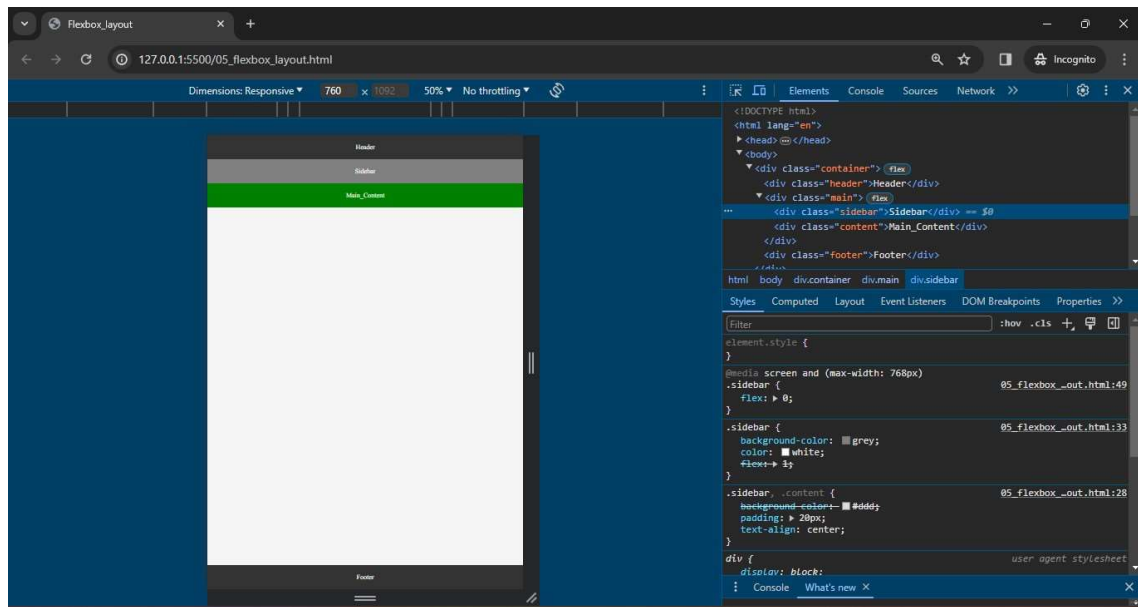 Flexbox_layout
127.0.0.1:5500/05_flexbox_layout.html
Incognito
Dimensions: Responsive ▼ 760 × 1092 50% ▼ No throttling ▼
Header
Sidebar
Main_Content
Footer
Elements Console Sources Network >>
<!DOCTYPE html>
<html lang="en">
<head> </head>
<body>
<div class="container"> flex
<div class="header">Header</div>
<div class="main"> flex
... <div class="sidebar">Sidebar</div> == $0
<div class="content">Main_Content</div>
</div>
<div class="footer">Footer</div>
</div>
html body div.container div.main div.sidebar
Styles Computed Layout Event Listeners DOM Breakpoints Properties >>
Filter :hov .cls
element.style {
}
@media screen and (max-width: 768px)
.sidebar { 05_flexbox_…out.html:49
flex: 0;
}
.sidebar { 05_flexbox_…out.html:33
background-color: grey;
color: white;
flex: 1;
}
.sidebar, .content { 05_flexbox_…out.html:28
background-color: #ddd;
padding: 20px;
text-align: center;
}
div { user agent stylesheet
display: block;
Console What's new